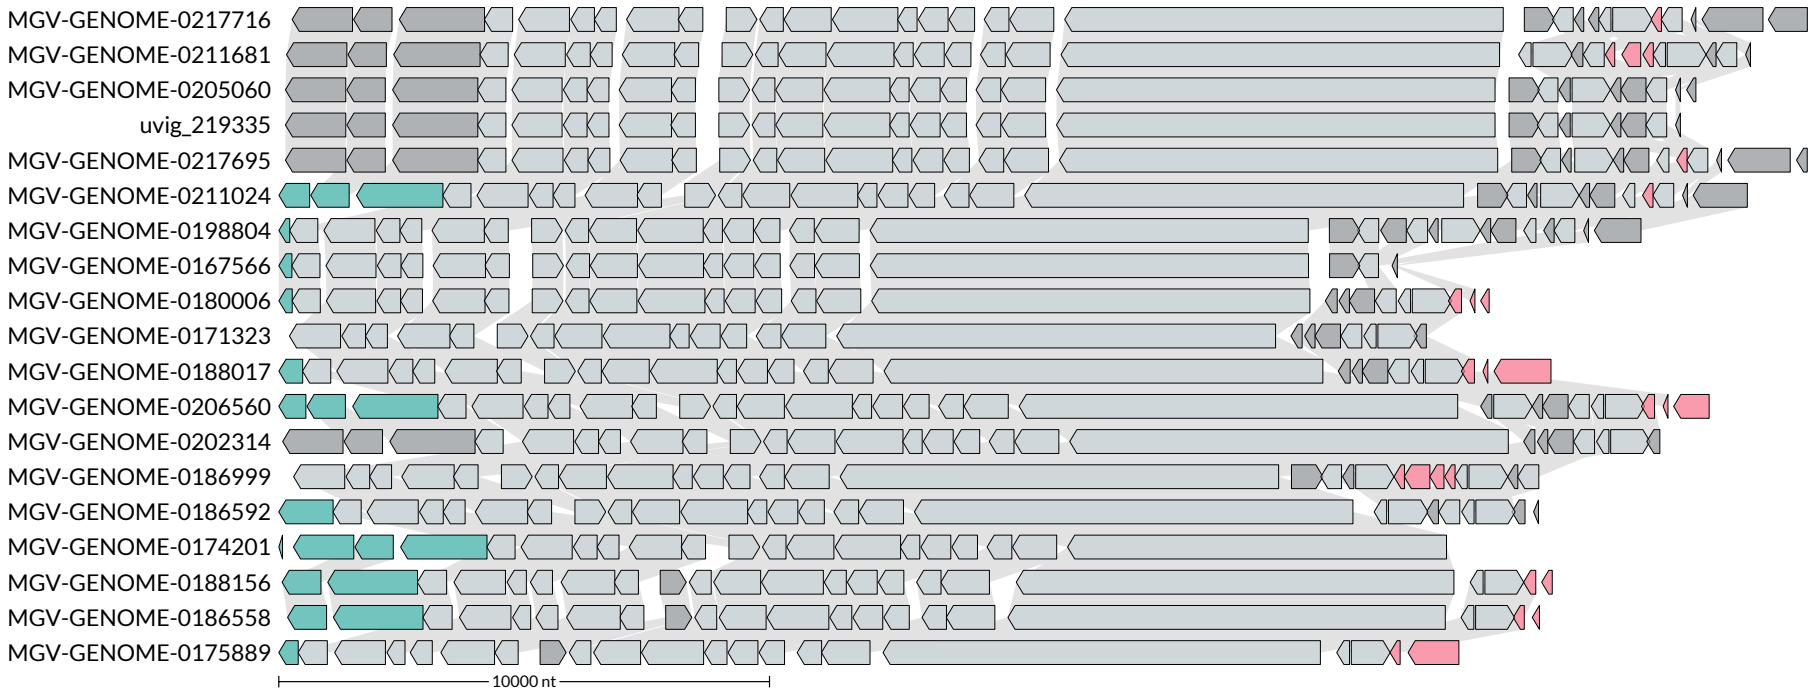 MGV-GENOME-0217716
MGV-GENOME-0211681
MGV-GENOME-0205060
uvig_219335
MGV-GENOME-0217695
MGV-GENOME-0211024
MGV-GENOME-0198804
MGV-GENOME-0167566
MGV-GENOME-0180006
MGV-GENOME-0171323
MGV-GENOME-0188017
MGV-GENOME-0206560
MGV-GENOME-0202314
MGV-GENOME-0186999
MGV-GENOME-0186592
MGV-GENOME-0174201
MGV-GENOME-0188156
MGV-GENOME-0186558
MGV-GENOME-0175889
10000 nt